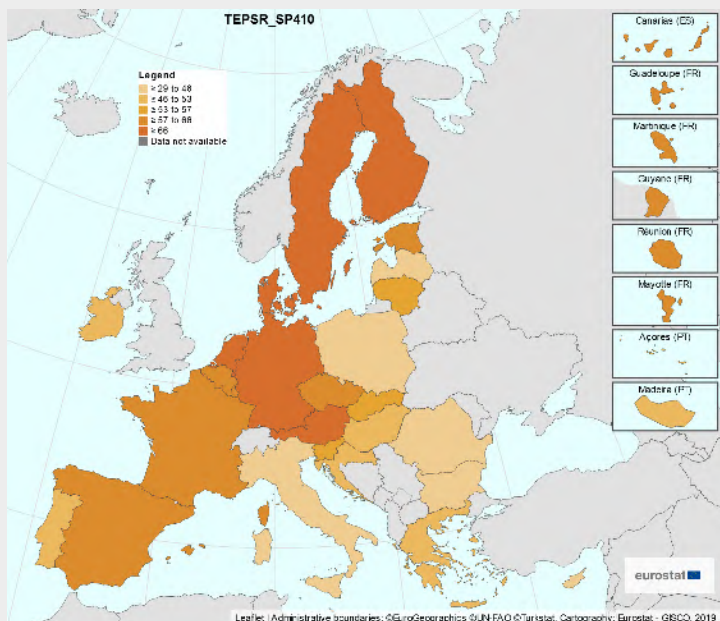 TEPSR_SP410
Legend
≥ 29 to 46
≥ 46 to 53
≥ 53 to 57
≥ 57 to 66
≥ 66
Data not available
Canarias (ES)
Guadeloupe (FR)
Martinique (FR)
Guyane (FR)
Réunion (FR)
Mayotte (FR)
Açores (PT)
Madeira (PT)
eurostat
Leaflet | Administrative boundaries: ©EuroGeographics ©UN-FAO ©Turkstat, Cartography: Eurostat - GISCO, 2019